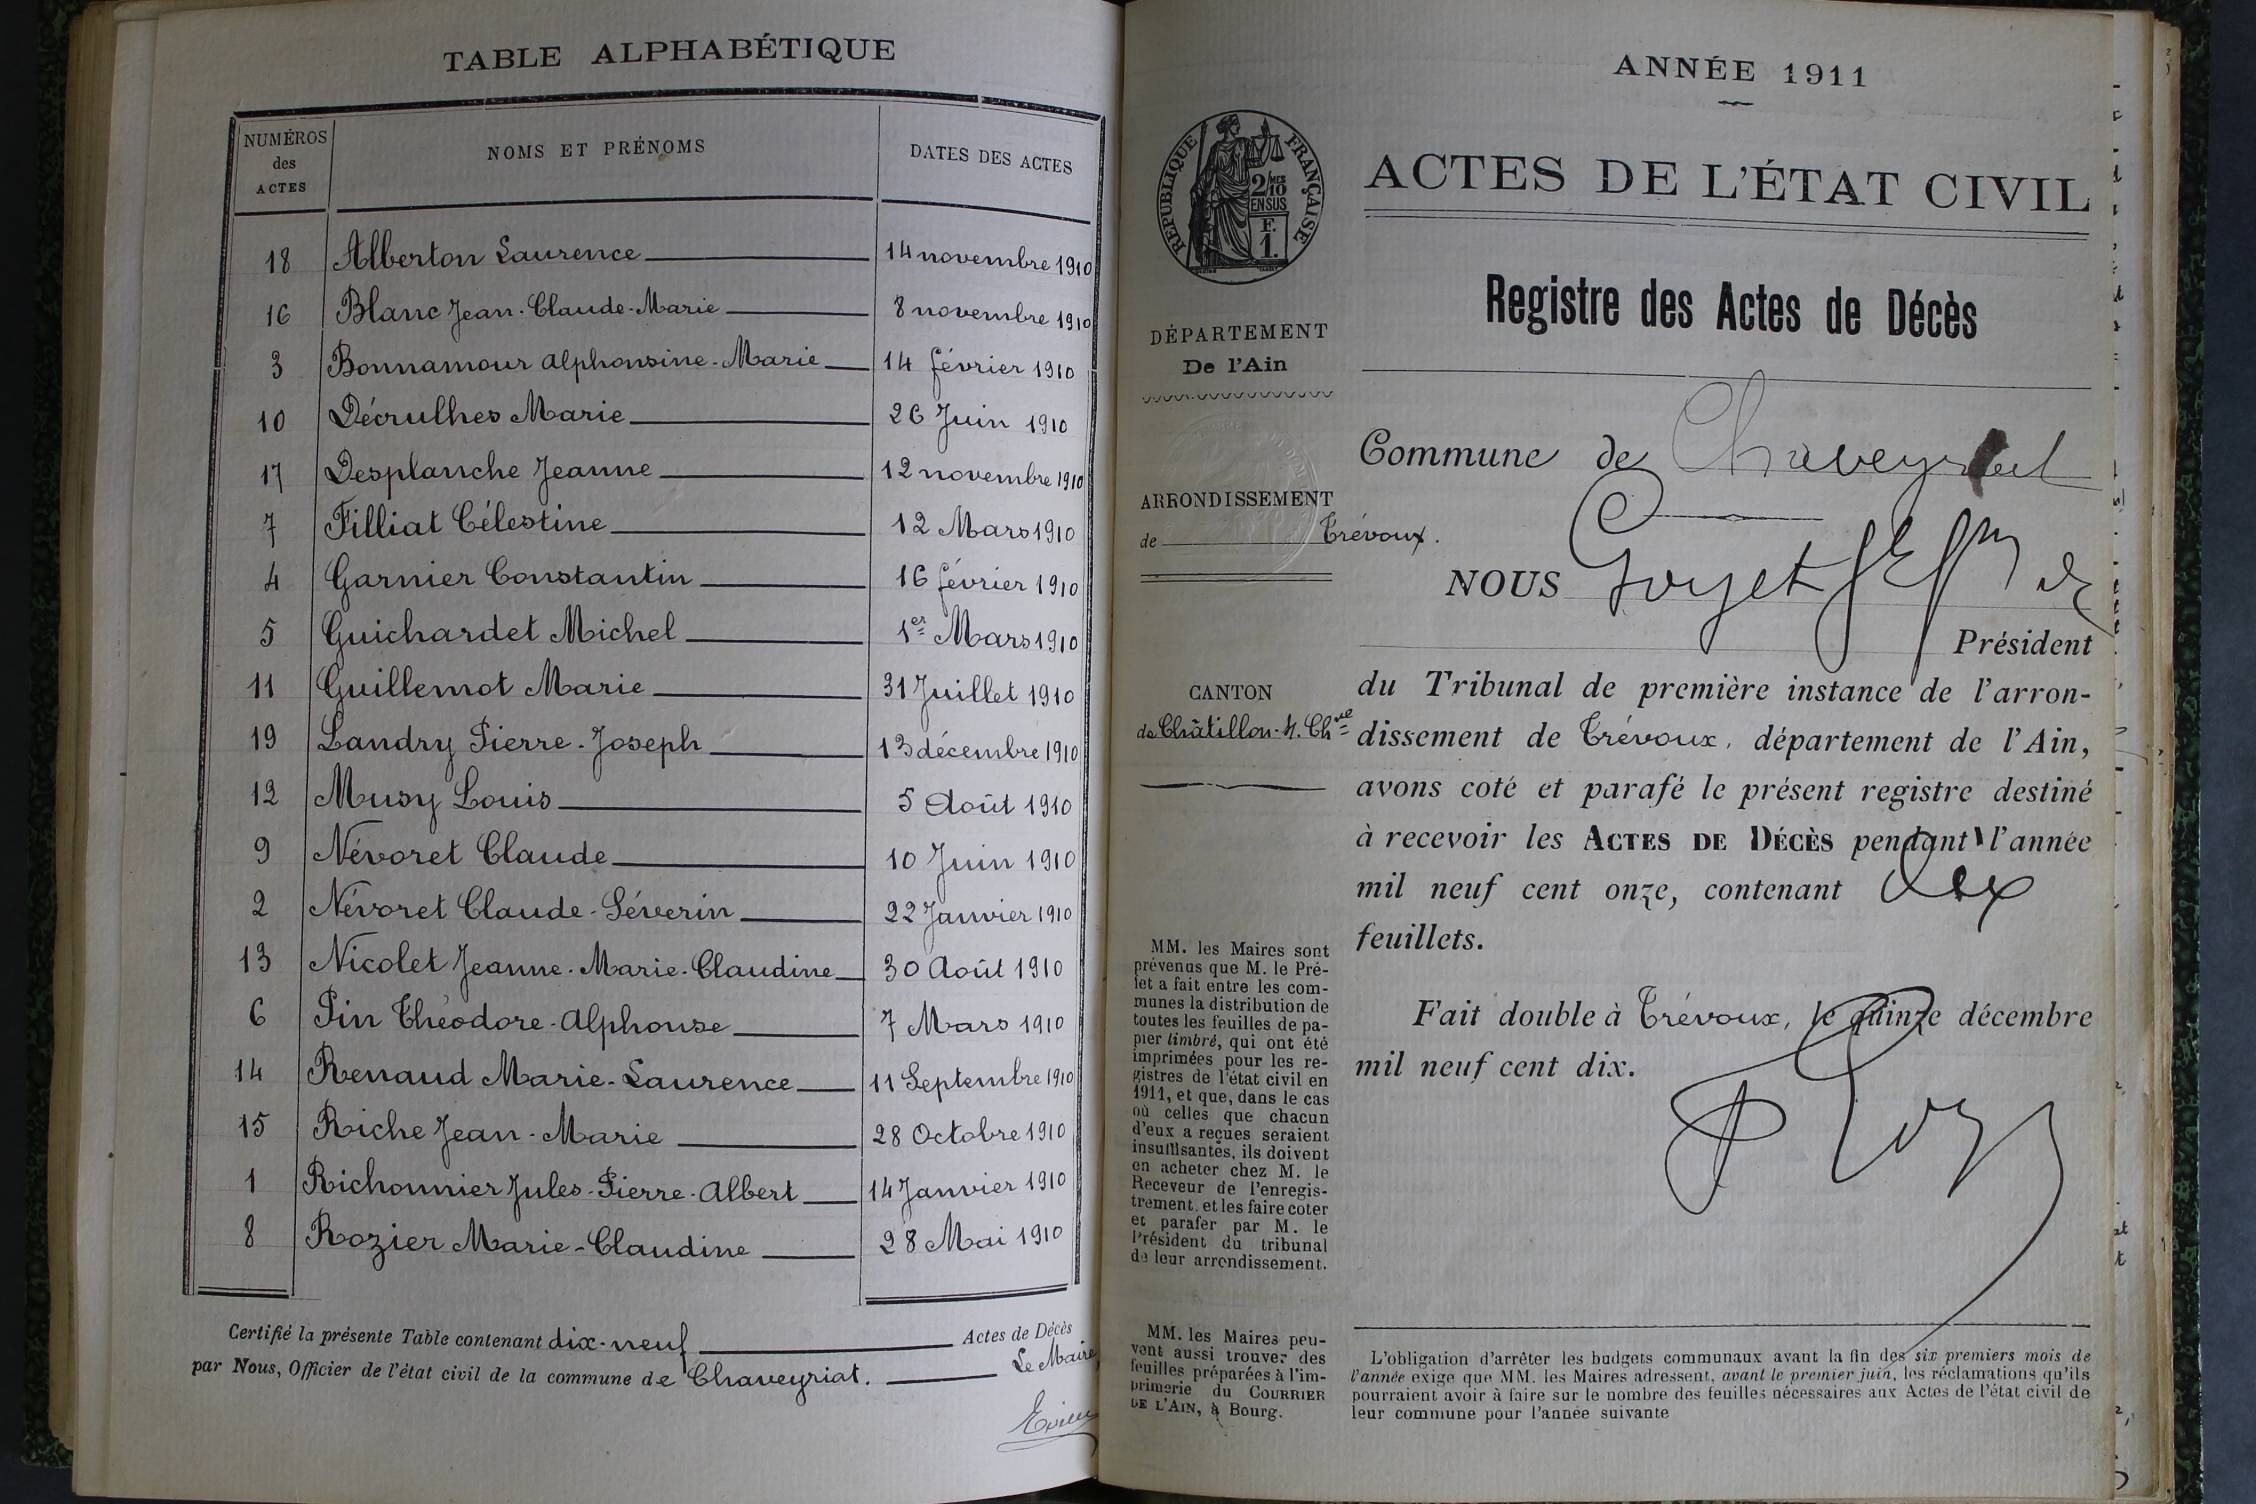 TABLE ALPHABÉTIQUE
NUMÉROS des ACTES NOMS ET PRÉNOMS DATES DES ACTES
18 Alberton Laurence 14 novembre 1910
16 Blanc Jean-Claude-Marie 8 novembre 1910
3 Bonnamour Alphonsine-Marie 14 février 1910
10 Décrulhes Marie 26 Juin 1910
17 Desplanche Jeanne 12 novembre 1910
7 Filliat Célestine 12 Mars 1910
4 Garnier Constantin 16 février 1910
5 Guichardet Michel 1er Mars 1910
11 Guillemot Marie 31 Juillet 1910
19 Landry Pierre-Joseph 13 décembre 1910
12 Musy Louis 5 Août 1910
9 Névoret Claude 10 Juin 1910
2 Névoret Claude-Séverin 22 Janvier 1910
13 Nicolet Jeanne-Marie-Claudine 30 Août 1910
6 Pin Théodore-Alphonse 7 Mars 1910
14 Renaud Marie-Laurence 11 Septembre 1910
15 Riche Jean-Marie 28 Octobre 1910
1 Richonnier Jules-Pierre-Albert 14 Janvier 1910
8 Rozier Marie-Claudine 28 Mai 1910
Certifié la présente Table contenant dix-neuf Actes de Décès
par Nous, Officier de l'état civil de la commune de Chaveyriat. Le Maire
RÉPUBLIQUE FRANÇAISE
2/MES
10
EN SUS
F.
1.
DÉPARTEMENT
De l'Ain
ARRONDISSEMENT
de Trévoux.
CANTON
de Châtillon-s. Chne
MM. les Maires sont
prévenus que M. le Pré-
fet a fait entre les com-
munes la distribution de
toutes les feuilles de pa-
pier timbré, qui ont été
imprimées pour les re-
gistres de l'état civil en
1911, et que, dans le cas
où celles que chacun
d'eux a reçues seraient
insuffisantes, ils doivent
en acheter chez M. le
Receveur de l'enregis-
trement, et les faire coter
et parafer par M. le
Président du tribunal
de leur arrondissement.
MM. les Maires peu-
vent aussi trouver des
feuilles préparées à l'im-
primerie du COURRIER
DE L'AIN, à Bourg.
ANNÉE 1911
ACTES DE L'ÉTAT CIVIL
Registre des Actes de Décès
Commune de Chaveyriat
NOUS Goyet
Président
du Tribunal de première instance de l'arron-
dissement de Trévoux, département de l'Ain,
avons coté et parafé le présent registre destiné
à recevoir les ACTES DE DÉCÈS pendant l'année
mil neuf cent onze, contenant dix
feuillets.
Fait double à Trévoux, le quinze décembre
mil neuf cent dix.
L'obligation d'arrêter les budgets communaux avant la fin des six premiers mois de
l'année exige que MM. les Maires adressent, avant le premier juin, les réclamations qu'ils
pourraient avoir à faire sur le nombre des feuilles nécessaires aux Actes de l'état civil de
leur commune pour l'année suivante